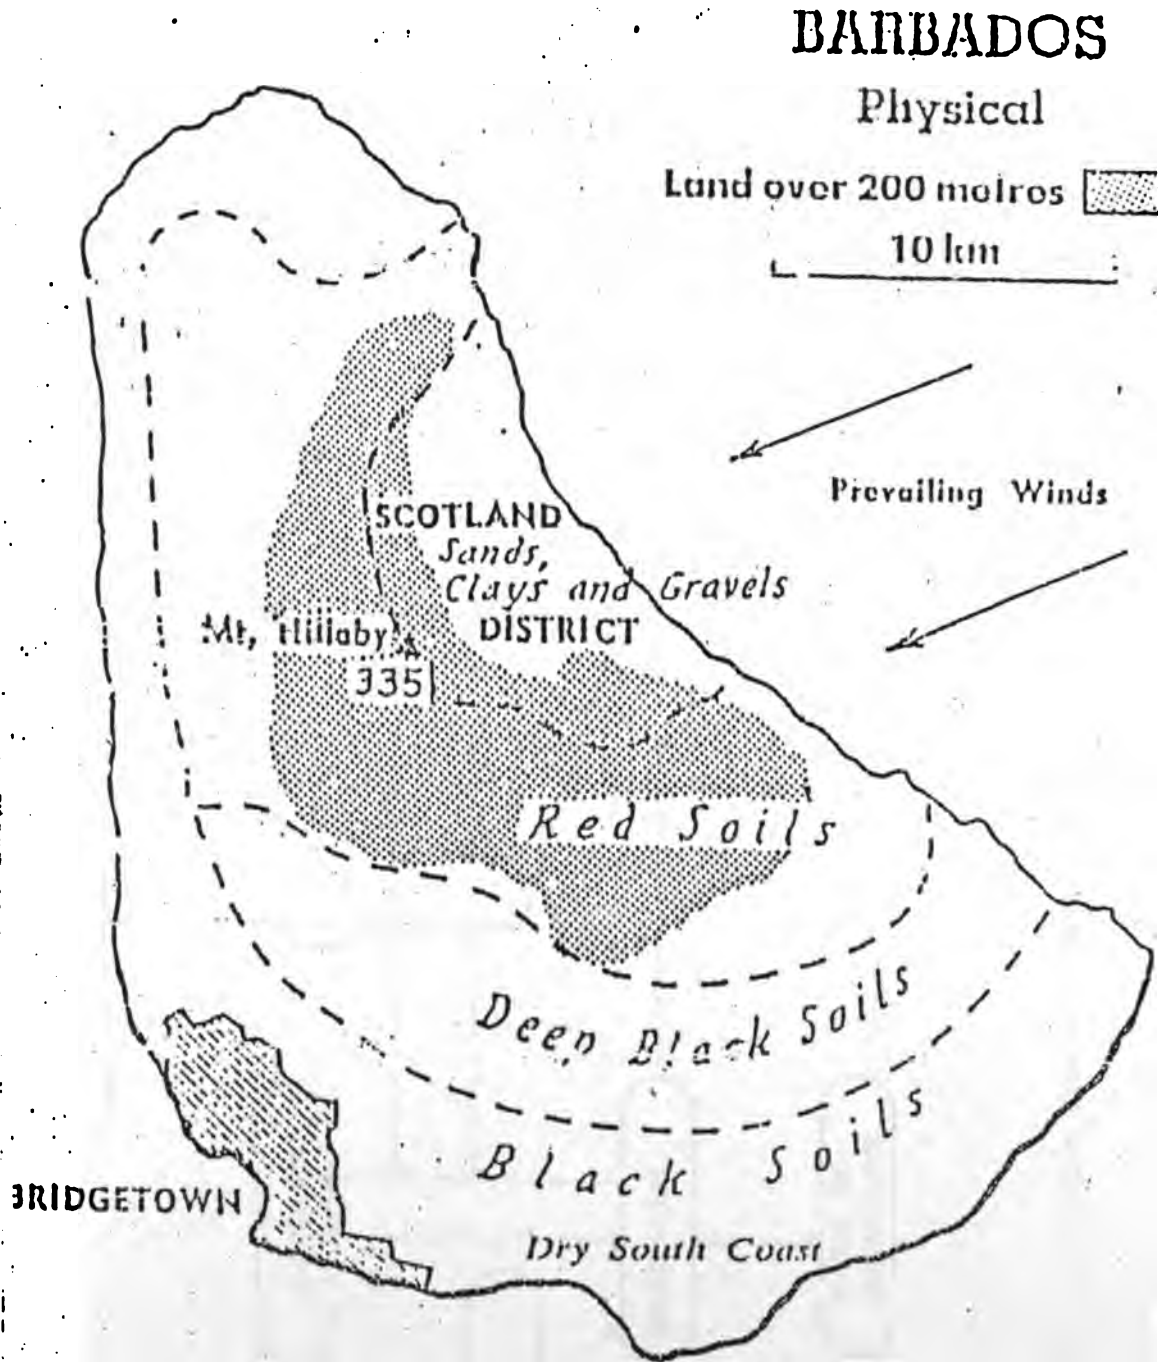 BARBADOS
Physical
Land over 200 metres
10 km
Prevailing Winds
SCOTLAND
Sands,
Clays and Gravels
DISTRICT
Mt, Hillaby
335
Red Soils
Deep Black Soils
Black Soils
BRIDGETOWN
Dry South Coast